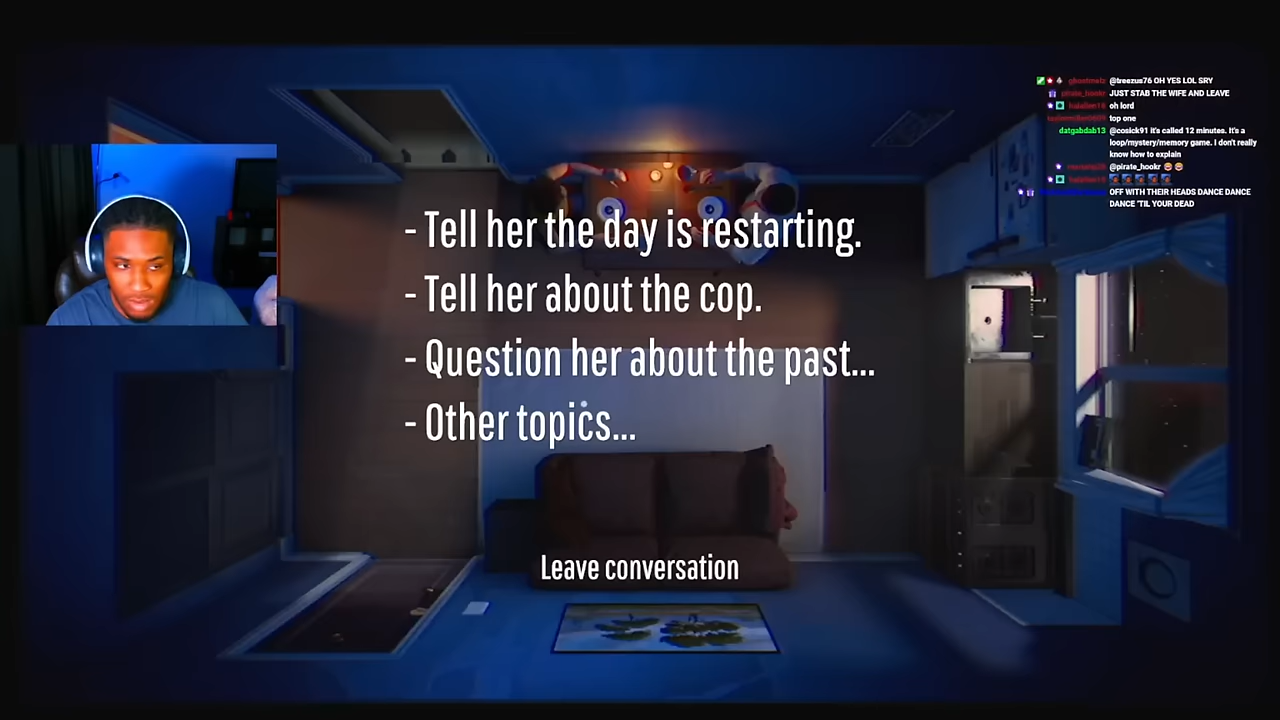 - Tell her the day is restarting.
- Tell her about the cop.
- Question her about the past...
- Other topics...
Leave conversation
@treezus76 OH YES LOL SRY
JUST STAB THE WIFE AND LEAVE
oh lord
top one
datgabdab13 @cosick91 it's called 12 minutes. It's a
loop/mystery/memory game. I don't really
know how to explain
@pirate_hookr
OFF WITH THEIR HEADS DANCE DANCE
DANCE 'TIL YOUR DEAD